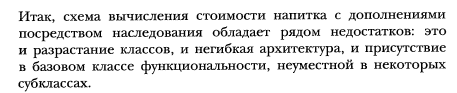 Итак, схема вычисления стоимости напитка с дополнениями
посредством наследования обладает рядом недостатков: это
и разрастание классов, и негибкая архитектура, и присутствие
в базовом классе функциональности, неуместной в некоторых
субклассах.